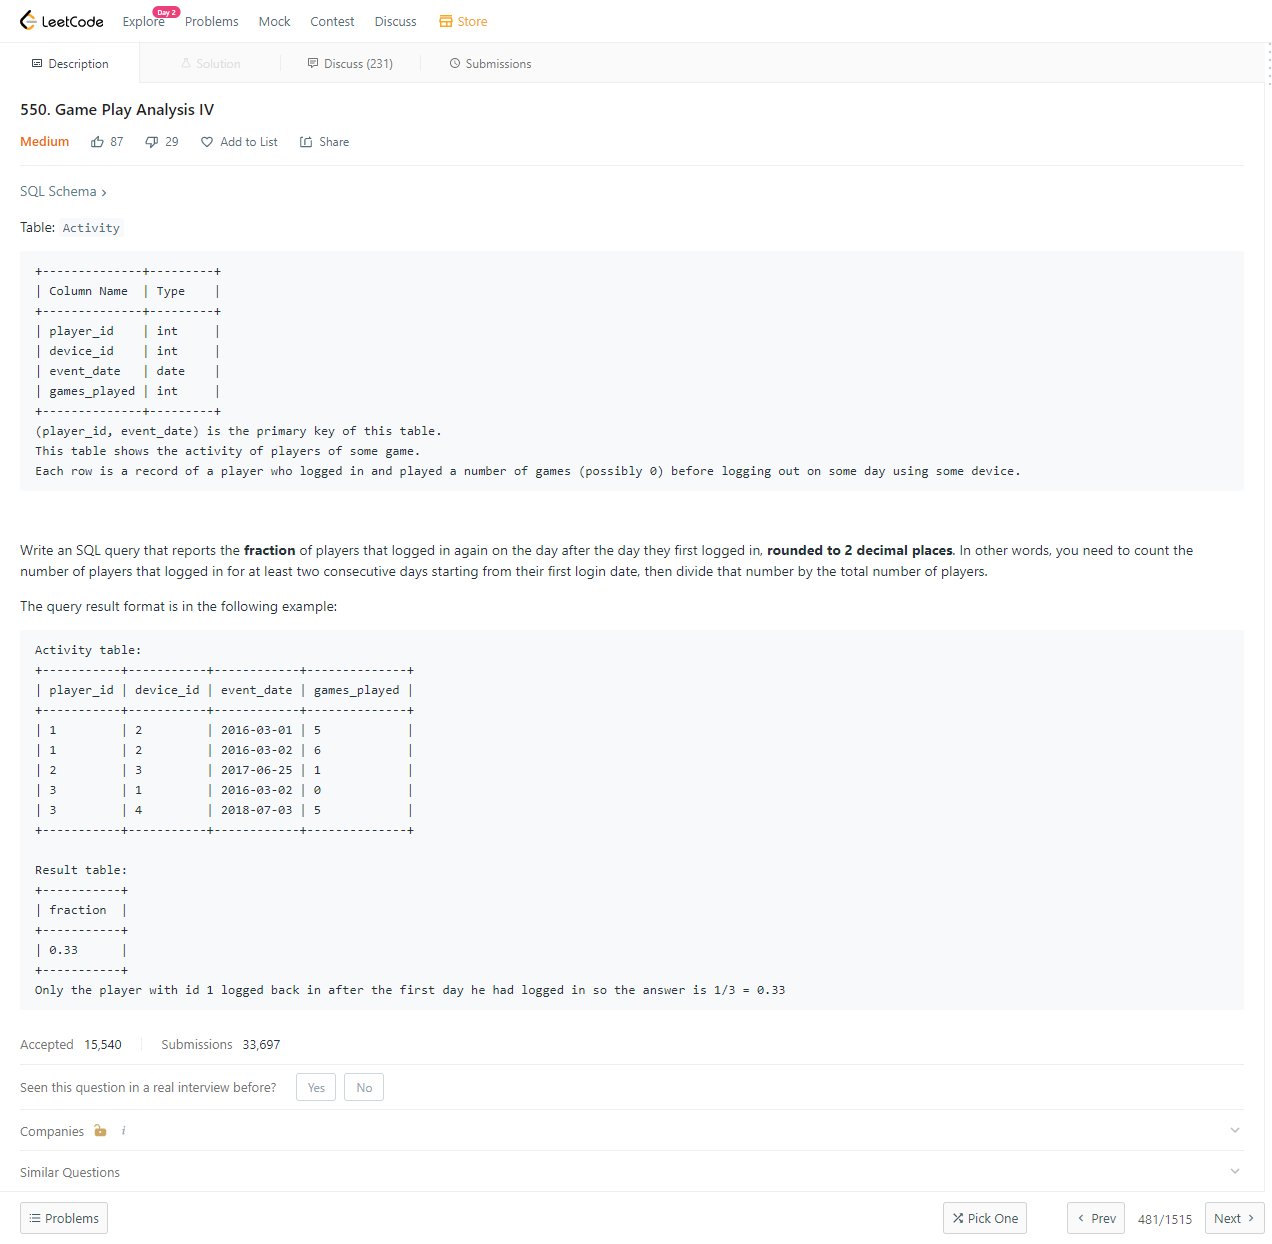 LeetCode Explore Day 2 Problems Mock Contest Discuss Store
Description Solution Discuss (231) Submissions
550. Game Play Analysis IV
Medium 87 29 Add to List Share
SQL Schema ›
Table: Activity
+--------------+---------+
| Column Name  | Type    |
+--------------+---------+
| player_id    | int     |
| device_id    | int     |
| event_date   | date    |
| games_played | int     |
+--------------+---------+
(player_id, event_date) is the primary key of this table.
This table shows the activity of players of some game.
Each row is a record of a player who logged in and played a number of games (possibly 0) before logging out on some day using some device.
Write an SQL query that reports the fraction of players that logged in again on the day after the day they first logged in, rounded to 2 decimal places. In other words, you need to count the
number of players that logged in for at least two consecutive days starting from their first login date, then divide that number by the total number of players.
The query result format is in the following example:
Activity table:
+-----------+-----------+------------+--------------+
| player_id | device_id | event_date | games_played |
+-----------+-----------+------------+--------------+
| 1         | 2         | 2016-03-01 | 5            |
| 1         | 2         | 2016-03-02 | 6            |
| 2         | 3         | 2017-06-25 | 1            |
| 3         | 1         | 2016-03-02 | 0            |
| 3         | 4         | 2018-07-03 | 5            |
+-----------+-----------+------------+--------------+
Result table:
+-----------+
| fraction  |
+-----------+
| 0.33      |
+-----------+
Only the player with id 1 logged back in after the first day he had logged in so the answer is 1/3 = 0.33
Accepted 15,540 Submissions 33,697
Seen this question in a real interview before? Yes No
Companies i
Similar Questions
Problems Pick One ‹ Prev 481/1515 Next ›